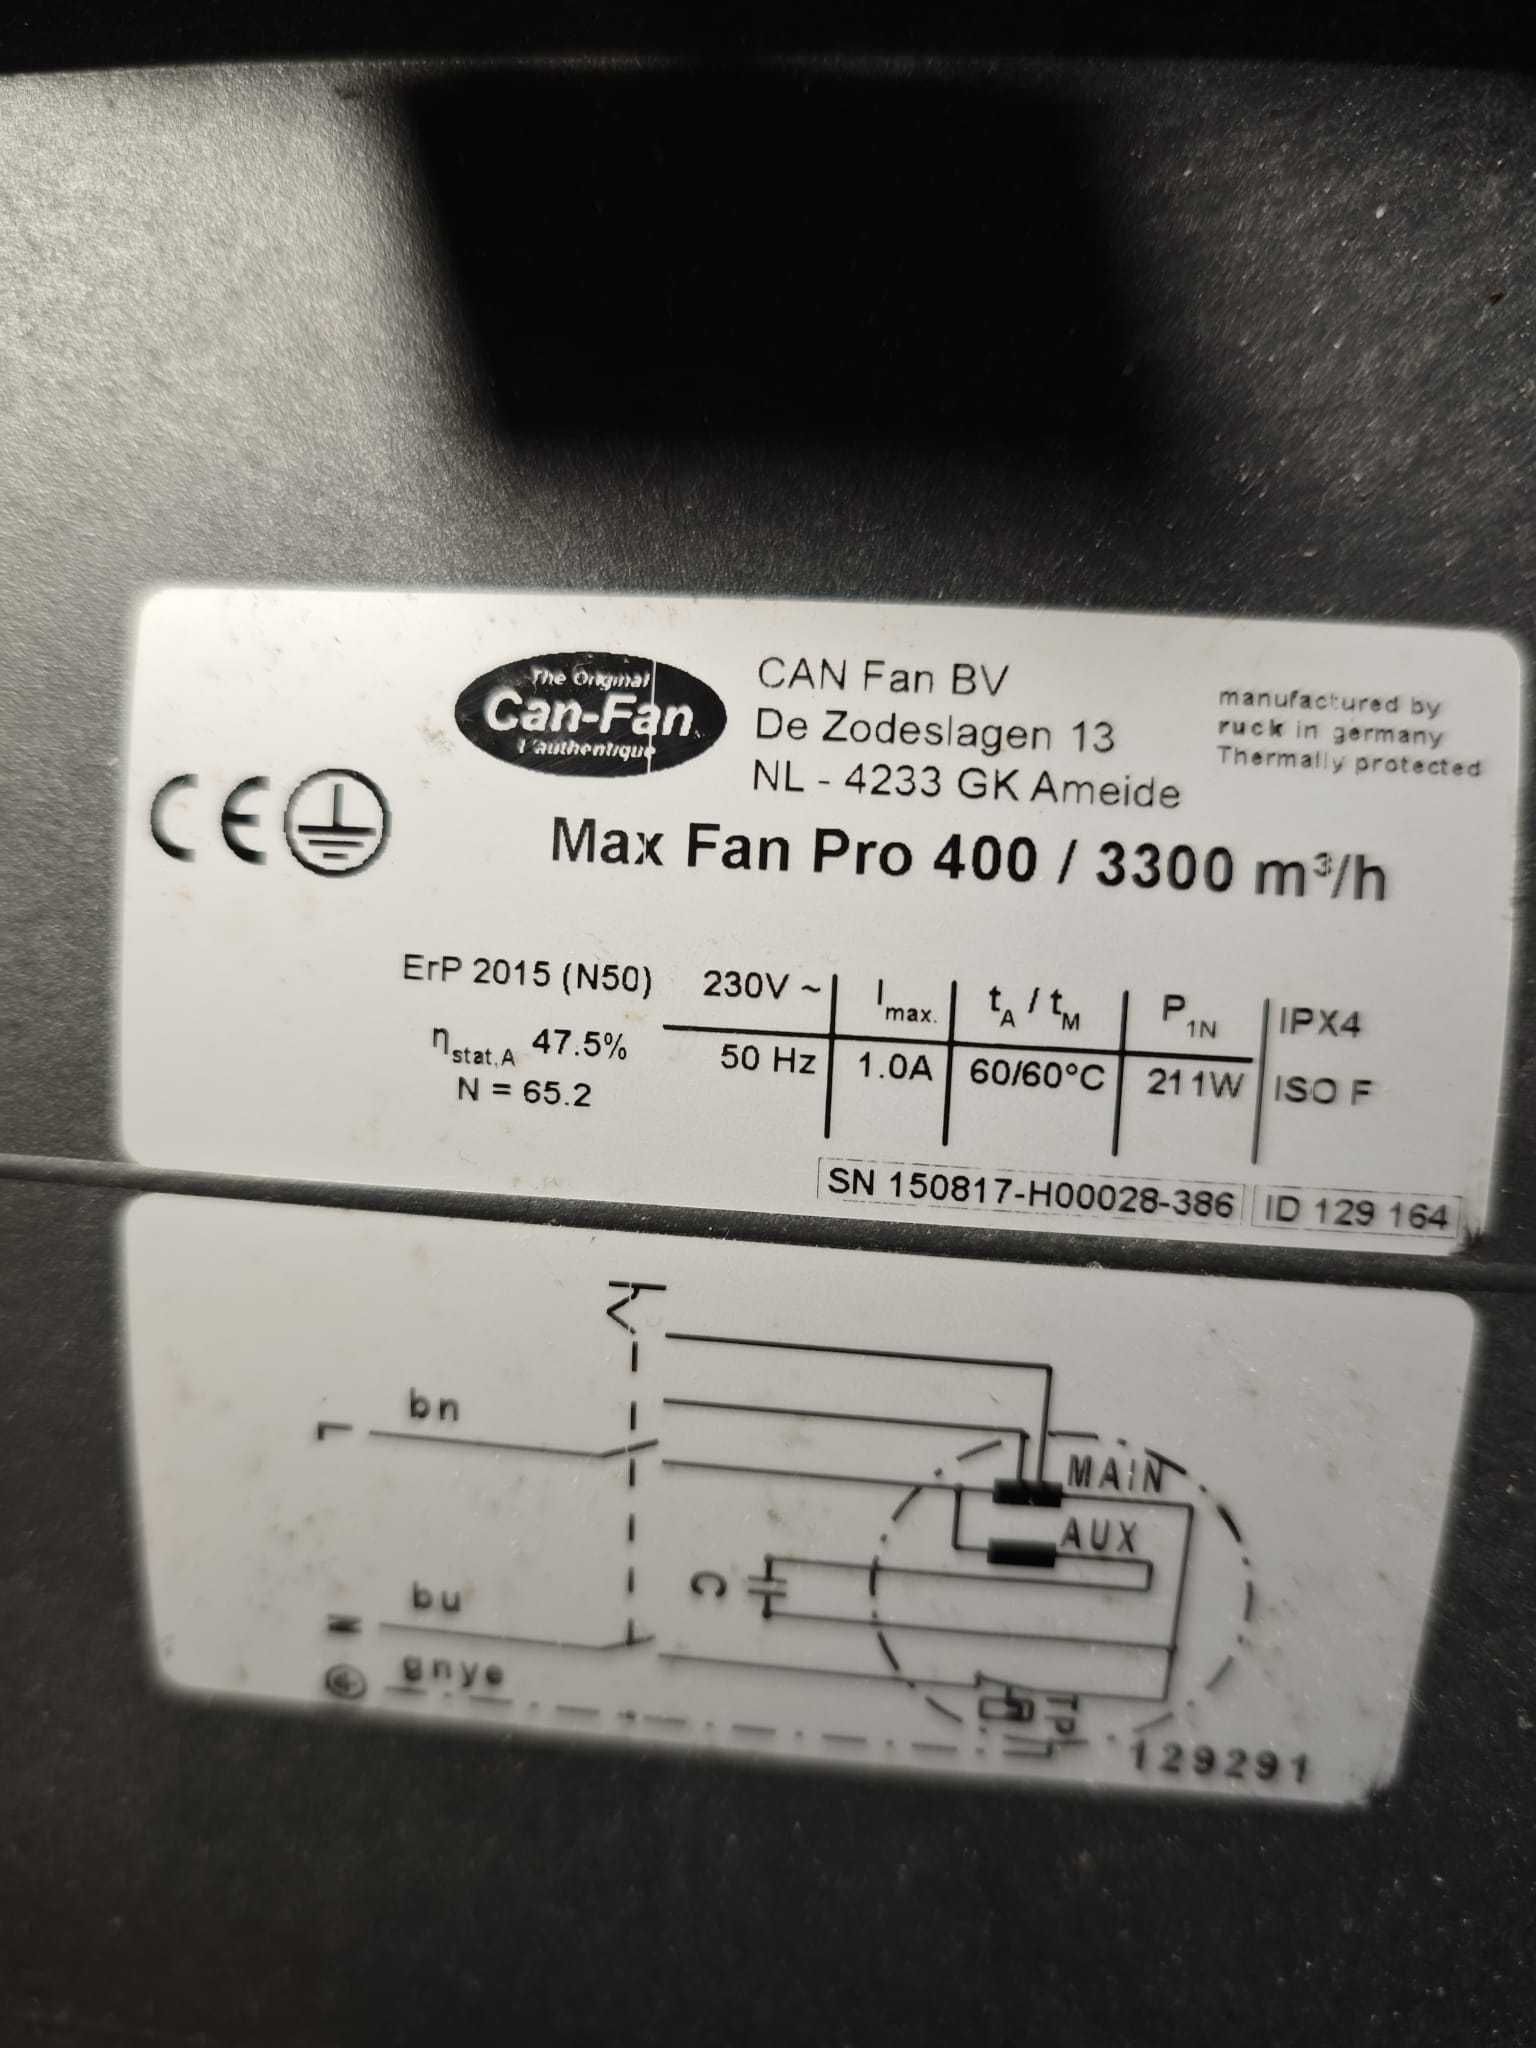 The Original
Can-Fan
L'authentique
CAN Fan BV
De Zodeslagen 13
NL - 4233 GK Ameide
manufactured by
ruck in germany
Thermally protected
CE
Max Fan Pro 400 / 3300 m³/h
ErP 2015 (N50)
ηstat,A 47.5%
N = 65.2
230V ~ Imax. tA / tM P1N IPX4
50 Hz 1.0A 60/60°C 211W ISO F
SN 150817-H00028-386 ID 129 164
L bn
MAIN
AUX
C
N bu
gnye
TP
129291